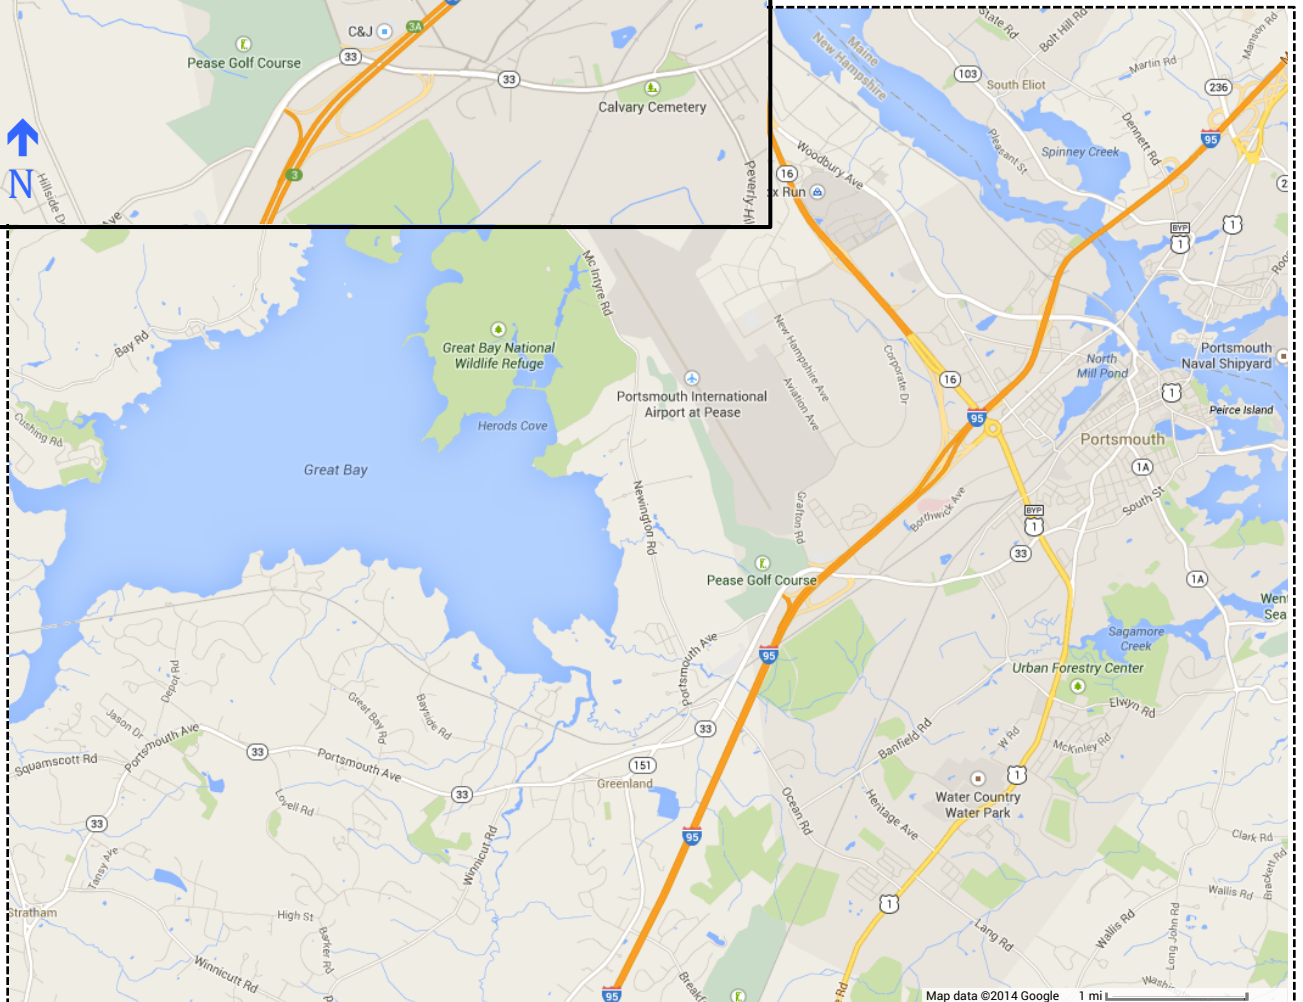 3A
C&J
33
Pease Golf Course
33
Calvary Cemetery
3
N
Hillside D
Ave
Peverly Hil
State Rd
Bolt Hill Rd
Manson Rd
Maine
New Hampshire
103
South Eliot
Martin Rd
236
Dennett Rd
95
Pleasant St
Spinney Creek
Woodbury Ave
16
x Run
2
1
BYP
1
Mc Intyre Rd
Bay Rd
Great Bay National
Wildlife Refuge
New Hampshire Ave
Aviation Ave
Corporate Dr
16
Portsmouth International
Airport at Pease
North
Mill Pond
Portsmouth
Naval Shipyard
1
Peirce Island
95
Cushing Rd
Herods Cove
Great Bay
Portsmouth
1A
South St
Newington Rd
Grafton Rd
Borthwick Ave
BYP
1
33
Pease Golf Course
1A
Went
Sea
Sagamore
Creek
Urban Forestry Center
Elwyn Rd
95
Portsmouth Ave
Depot Rd
Jason Dr
Portsmouth Ave
Great Bay Rd
Bayside Rd
33
Squamscott Rd
33
Portsmouth Ave
151
Greenland
33
Banfield Rd
W Rd
McKinley Rd
1
Water Country
Water Park
Lovell Rd
33
95
Ocean Rd
Heritage Ave
Clark Rd
Tansy Ave
Winnicut Rd
Brackett Rd
Wallis Rd
1
Stratham
High St
Barker Rd
Winnicutt Rd
Lang Rd
Wallis Rd
Long John Rd
95
Breakf
Rd
Washing
Map data ©2014 Google
1 mi